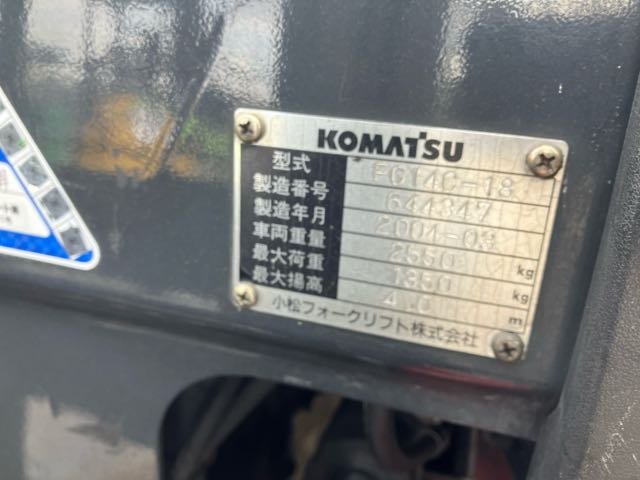 KOMATSU
型式 FG14C-18
製造番号 644347
製造年月 2004-03
車両重量 2550 kg
最大荷重 1350 kg
最大揚高 4.0 m
小松フォークリフト株式会社